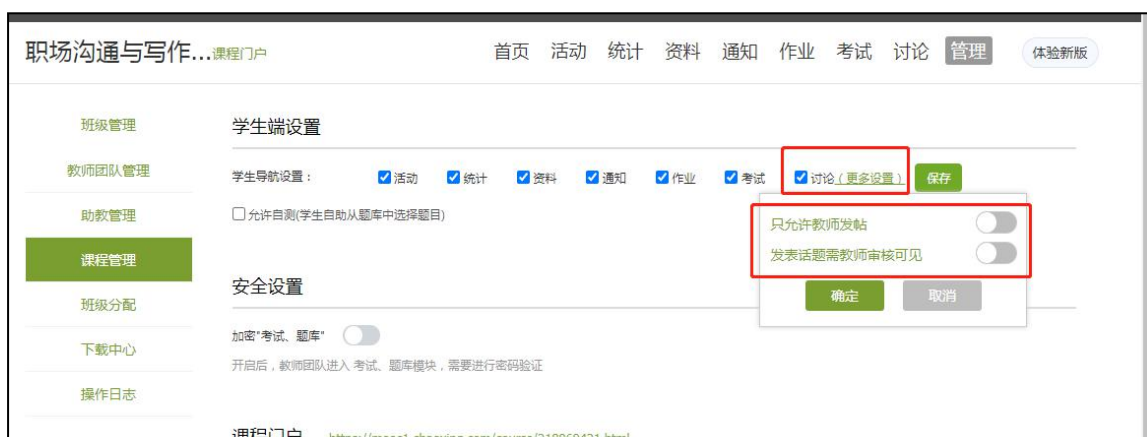 职场沟通与写作...课程门户 首页 活动 统计 资料 通知 作业 考试 讨论 管理 体验新版
班级管理
学生端设置
教师团队管理
学生导航设置: 活动 统计 资料 通知 作业 考试 讨论(更多设置) 保存
助教管理
允许自测(学生自助从题库中选择题目)
只允许教师发帖
发表话题需教师审核可见
课程管理
安全设置
确定 取消
班级分配
加密"考试、题库"
下载中心
开启后,教师团队进入 考试、题库模块,需要进行密码验证
操作日志
课程门户